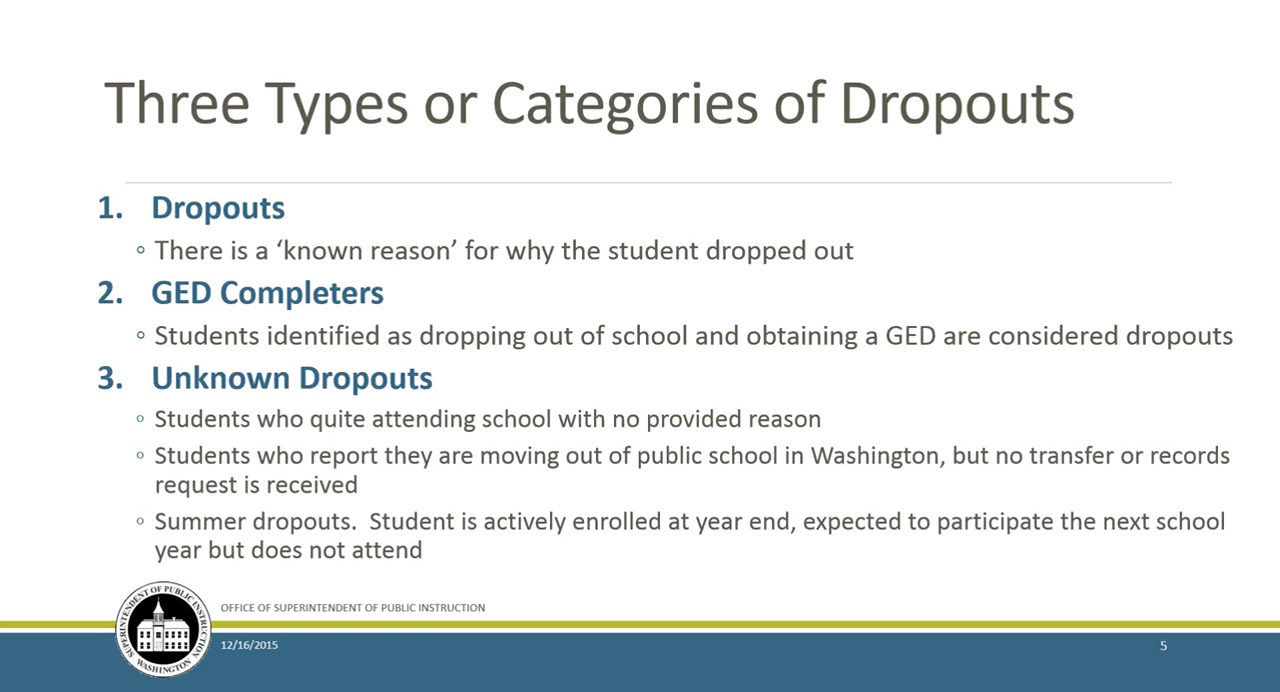 Three Types or Categories of Dropouts
1. Dropouts
◦ There is a ‘known reason’ for why the student dropped out
2. GED Completers
◦ Students identified as dropping out of school and obtaining a GED are considered dropouts
3. Unknown Dropouts
◦ Students who quite attending school with no provided reason
◦ Students who report they are moving out of public school in Washington, but no transfer or records
request is received
◦ Summer dropouts.  Student is actively enrolled at year end, expected to participate the next school
year but does not attend
SUPERINTENDENT OF PUBLIC INSTRUCTION
WASHINGTON
OFFICE OF SUPERINTENDENT OF PUBLIC INSTRUCTION
12/16/2015
5